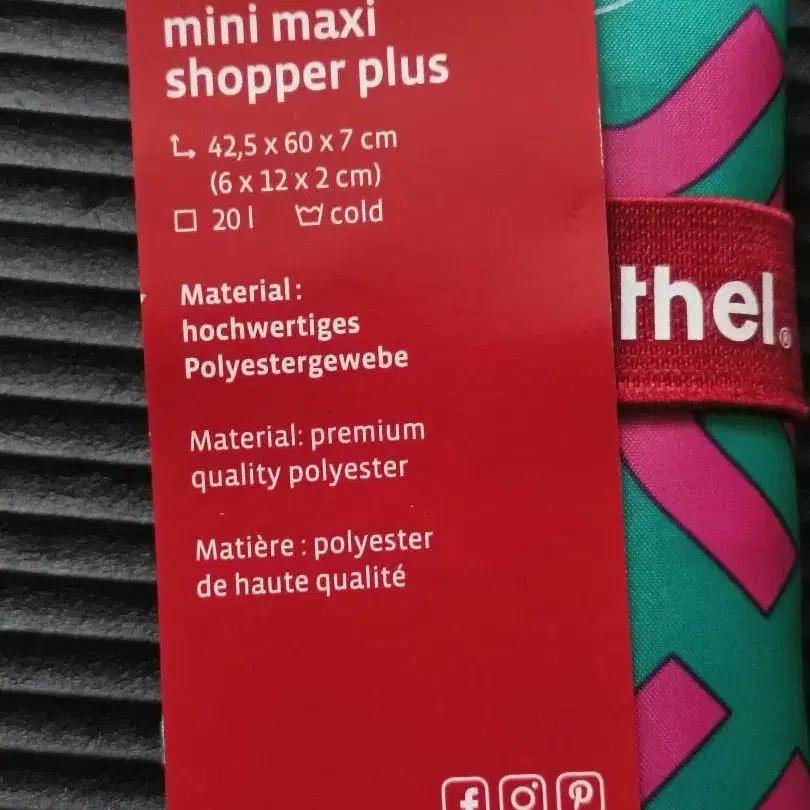 mini maxi
shopper plus
42,5 x 60 x 7 cm
(6 x 12 x 2 cm)
20 l cold
Material:
hochwertiges
Polyestergewebe
Material: premium
quality polyester
Matière : polyester
de haute qualité
thel®